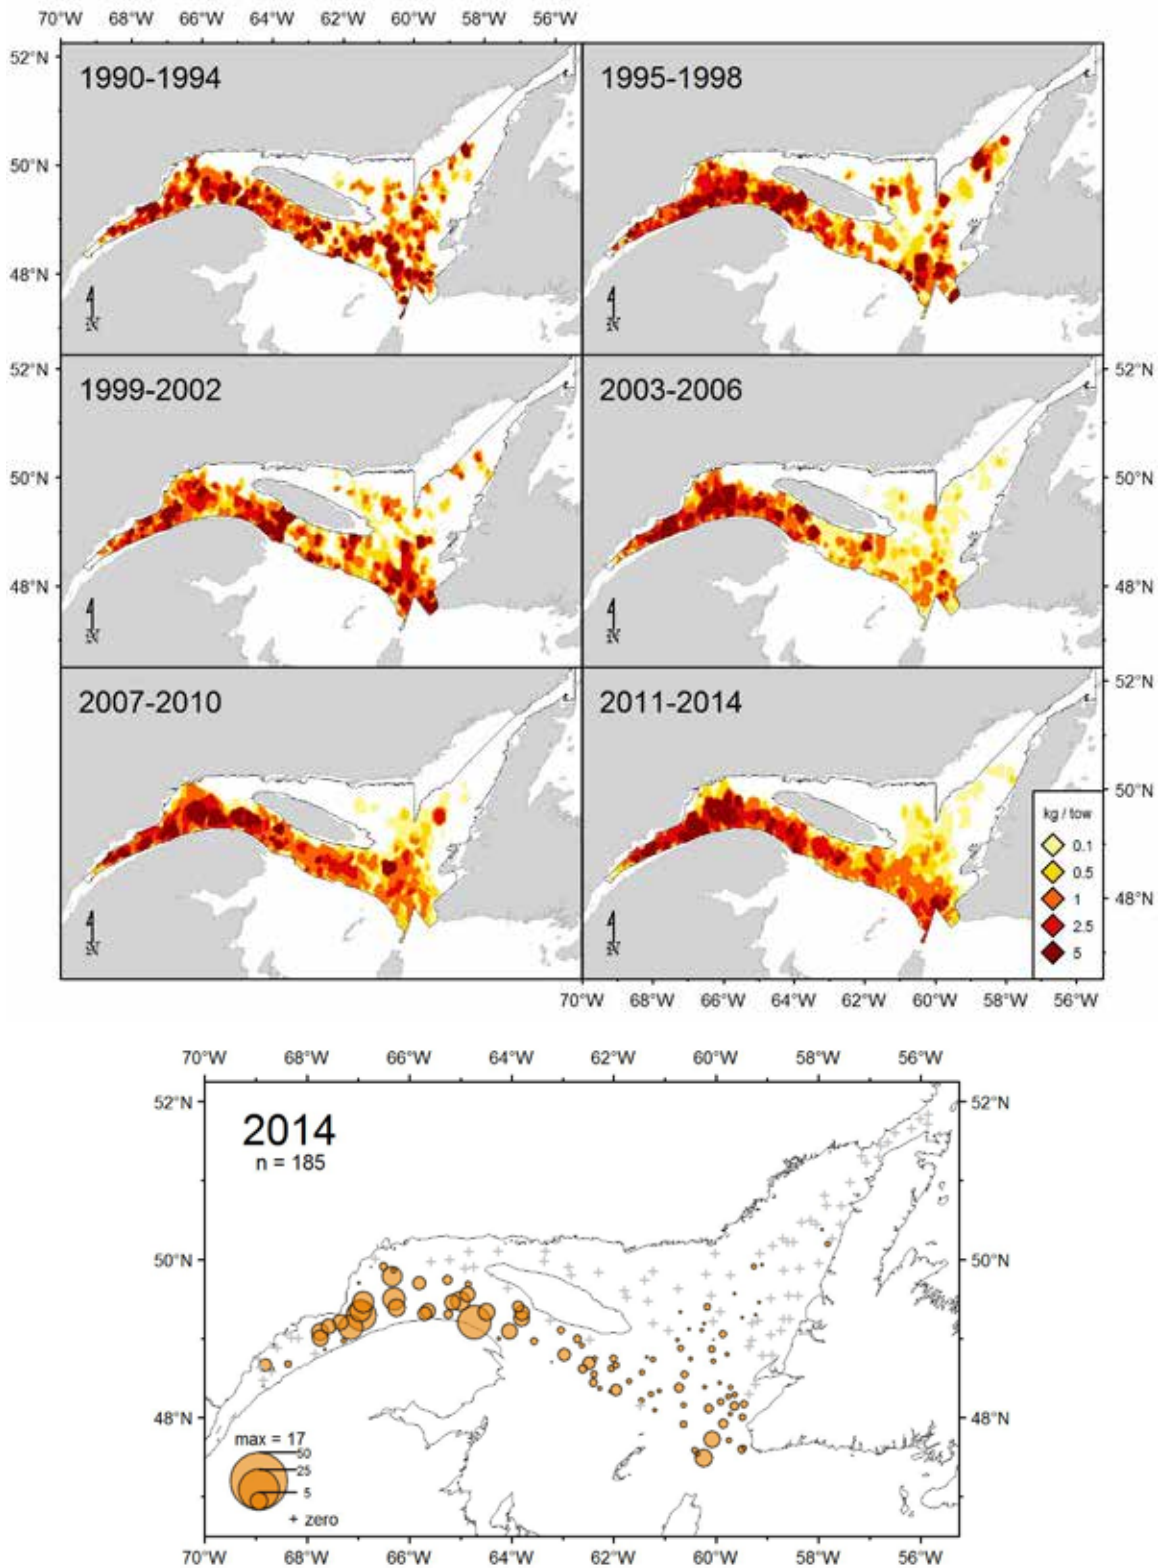 70°W 68°W 66°W 64°W 62°W 60°W 58°W 56°W
52°N
1990-1994 1995-1998
50°N
48°N
N N
52°N 52°N
1999-2002 2003-2006
50°N 50°N
48°N 48°N
N N
52°N
2007-2010 2011-2014
50°N
kg / tow
0.1
0.5
1
48°N
2.5
5
N N
70°W 68°W 66°W 64°W 62°W 60°W 58°W 56°W
70°W 68°W 66°W 64°W 62°W 60°W 58°W 56°W
52°N 52°N
2014
n = 185
50°N 50°N
48°N 48°N
max = 17
50
25
5
+ zero
70°W 68°W 66°W 64°W 62°W 60°W 58°W 56°W